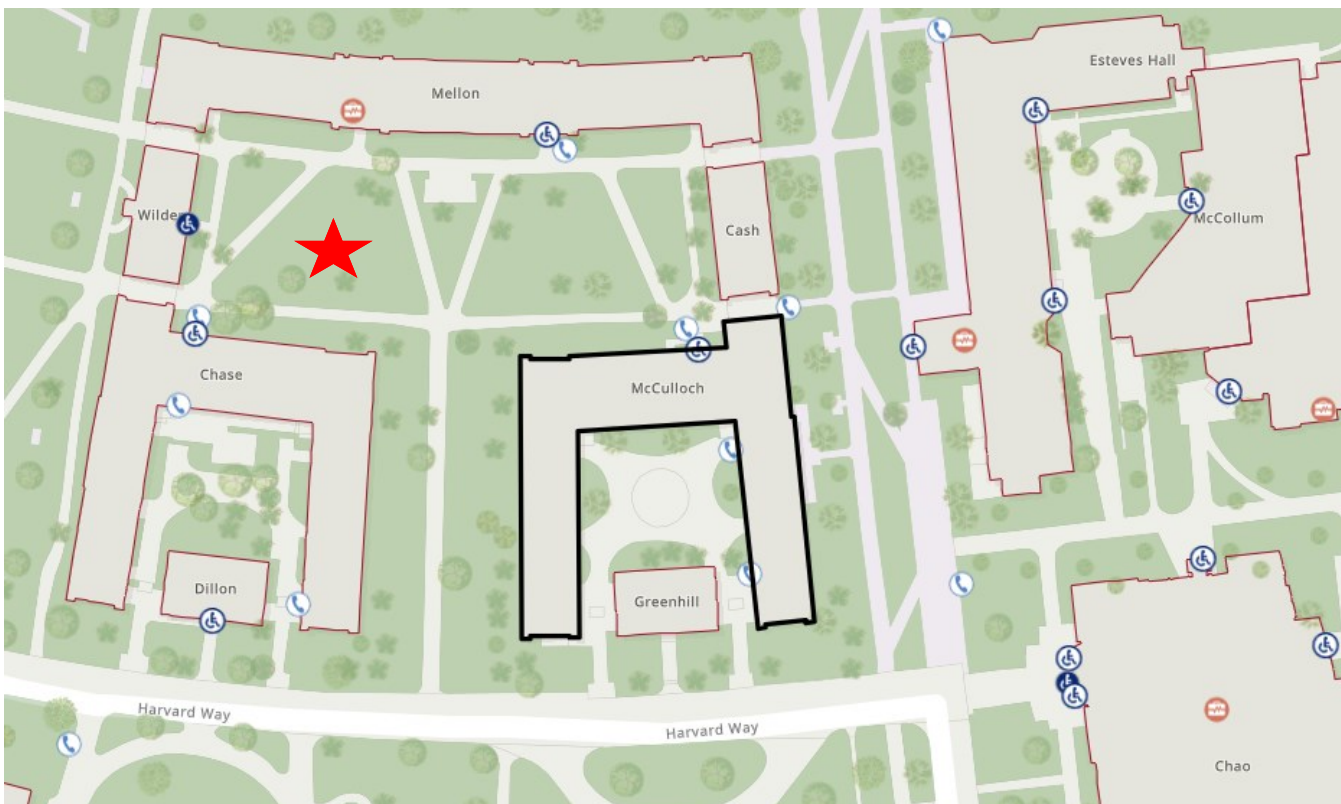 Esteves Hall
Mellon
McCollum
Wilder
Cash
Chase
McCulloch
Dillon
Greenhill
Harvard Way
Harvard Way
Chao